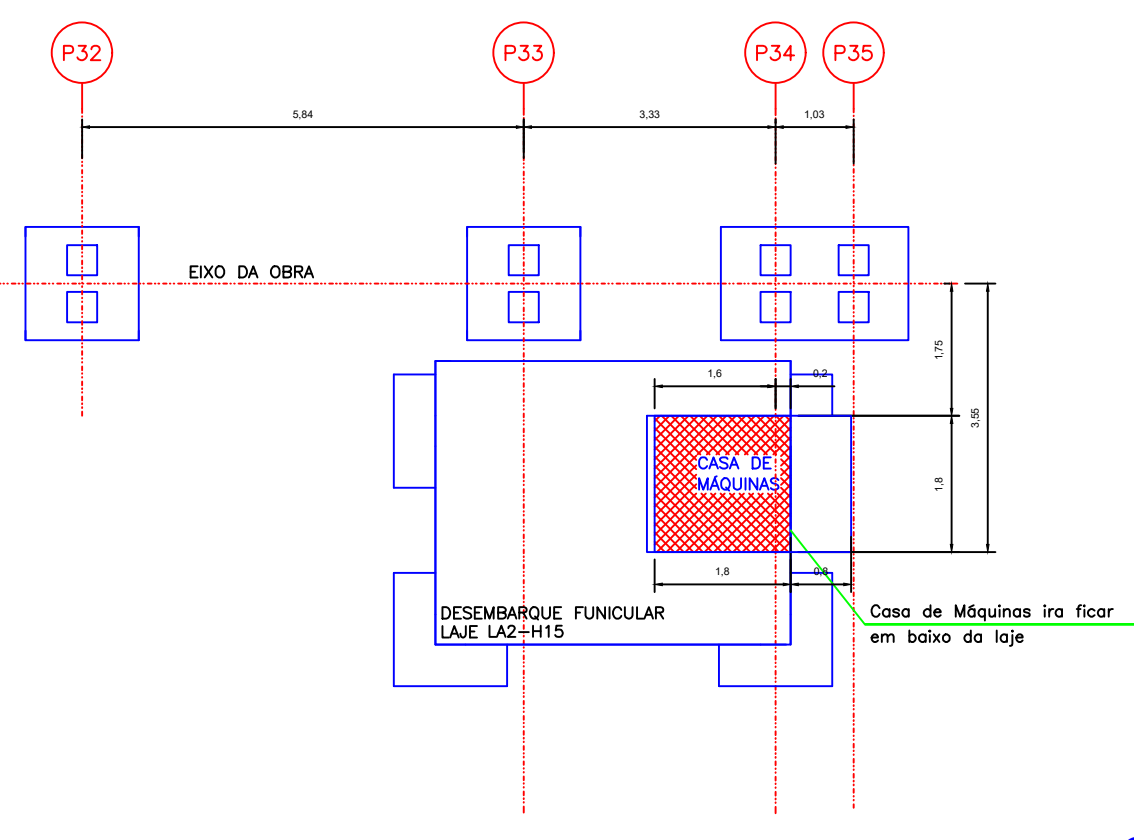 P32
P33
P34
P35
5,84
3,33
1,03
EIXO DA OBRA
1,75
3,55
1,6
0,2
CASA DE
MÁQUINAS
1,8
1,8
0,8
DESEMBARQUE FUNICULAR
LAJE LA2-H15
Casa de Máquinas ira ficar
em baixo da laje